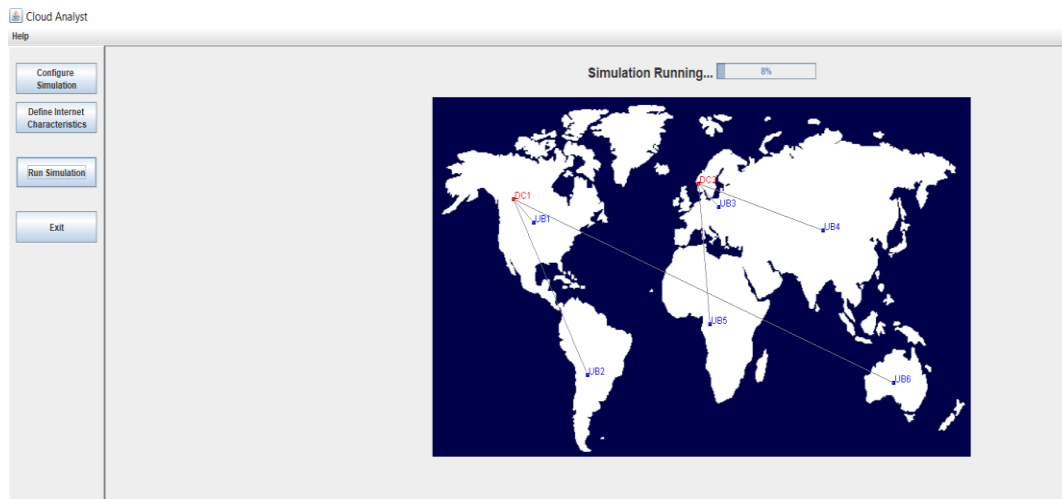 Cloud Analyst
Help
Configure
Simulation
Define Internet
Characteristics
Run Simulation
Exit
Simulation Running...
8%
DC1
DC2
UB1
UB3
UB4
UB5
UB2
UB6